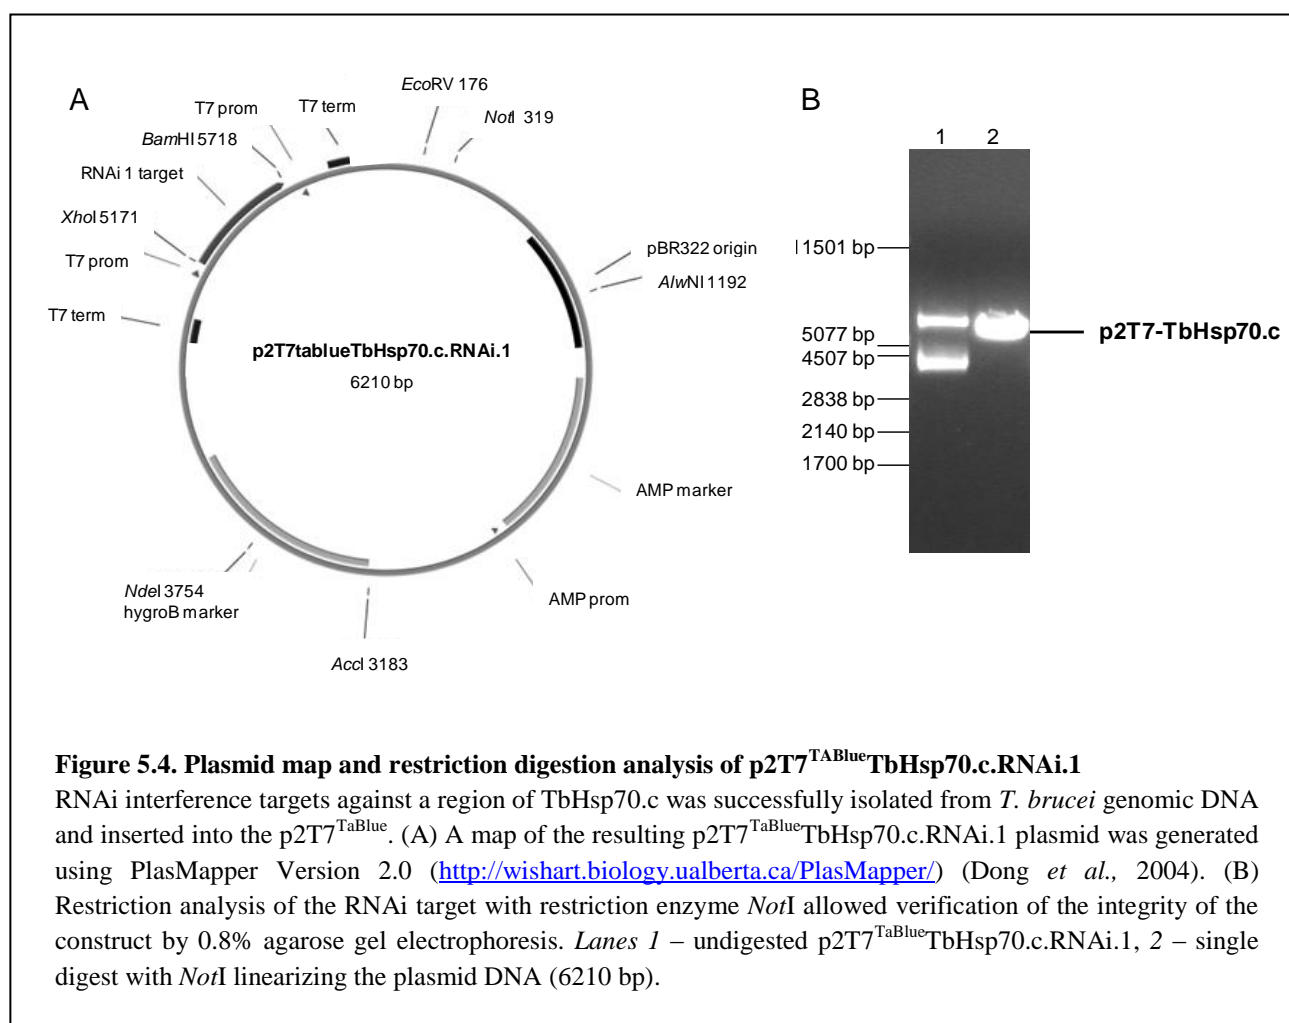 A
T7 prom
T7 term
EcoRV 176
NotI 319
BamHI 5718
RNAi 1 target
XhoI 5171
T7 prom
T7 term
pBR322 origin
AlwNI 1192
p2T7tablueTbHsp70.c.RNAi.1
6210 bp
AMP marker
AMP prom
NdeI 3754
hygroB marker
AccI 3183
B
1 2
11501 bp
5077 bp
4507 bp
2838 bp
2140 bp
1700 bp
p2T7-TbHsp70.c
Figure 5.4. Plasmid map and restriction digestion analysis of p2T7TABlueTbHsp70.c.RNAi.1
RNAi interference targets against a region of TbHsp70.c was successfully isolated from T. brucei genomic DNA
and inserted into the p2T7TaBlue. (A) A map of the resulting p2T7TaBlueTbHsp70.c.RNAi.1 plasmid was generated
using PlasMapper Version 2.0 (http://wishart.biology.ualberta.ca/PlasMapper/) (Dong et al., 2004). (B)
Restriction analysis of the RNAi target with restriction enzyme NotI allowed verification of the integrity of the
construct by 0.8% agarose gel electrophoresis. Lanes 1 – undigested p2T7TaBlueTbHsp70.c.RNAi.1, 2 – single
digest with NotI linearizing the plasmid DNA (6210 bp).